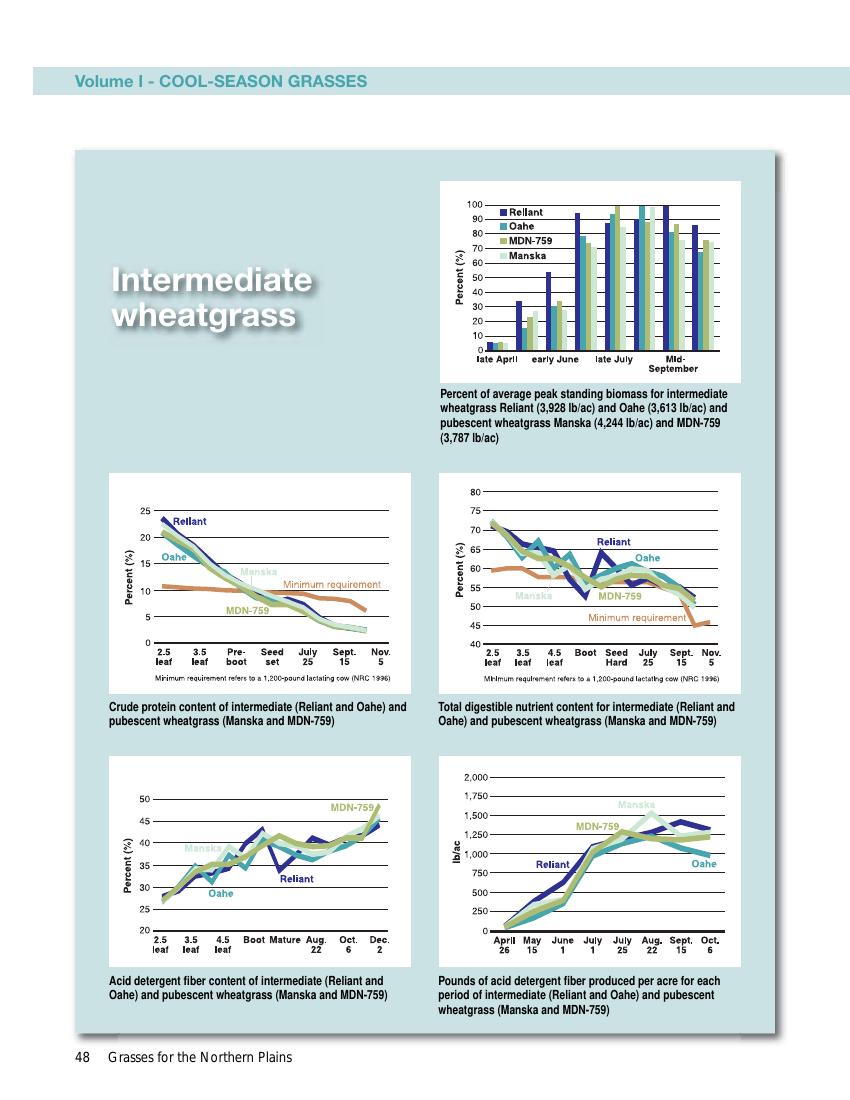 Volume I - COOL-SEASON GRASSES
Intermediate
wheatgrass
100
90
80
70
60
50
40
30
20
10
0
Percent (%)
Reliant
Oahe
MDN-759
Manska
late April early June late July Mid-
September
Percent of average peak standing biomass for intermediate
wheatgrass Reliant (3,928 lb/ac) and Oahe (3,613 lb/ac) and
pubescent wheatgrass Manska (4,244 lb/ac) and MDN-759
(3,787 lb/ac)
25
20
15
10
5
0
Percent (%)
Reliant
Oahe
Manska
Minimum requirement
MDN-759
2.5 3.5 Pre- Seed July Sept. Nov.
leaf leaf boot set 25 15 5
Minimum requirement refers to a 1,200-pound lactating cow (NRC 1996)
Crude protein content of intermediate (Reliant and Oahe) and
pubescent wheatgrass (Manska and MDN-759)
80
75
70
65
60
55
50
45
40
Percent (%)
Reliant
Oahe
Manska
MDN-759
Minimum requirement
2.5 3.5 4.5 Boot Seed July Sept. Nov.
leaf leaf leaf Hard 25 15 5
Minimum requirement refers to a 1,200-pound lactating cow (NRC 1996)
Total digestible nutrient content for intermediate (Reliant and
Oahe) and pubescent wheatgrass (Manska and MDN-759)
50
45
40
35
30
25
20
Percent (%)
MDN-759
Manska
Reliant
Oahe
2.5 3.5 4.5 Boot Mature Aug. Oct. Dec.
leaf leaf leaf 22 6 2
Acid detergent fiber content of intermediate (Reliant and
Oahe) and pubescent wheatgrass (Manska and MDN-759)
2,000
1,750
1,500
1,250
1,000
750
500
250
0
lb/ac
Manska
MDN-759
Reliant
Oahe
April May June July July Aug. Sept. Oct.
26 15 1 1 25 22 15 6
Pounds of acid detergent fiber produced per acre for each
period of intermediate (Reliant and Oahe) and pubescent
wheatgrass (Manska and MDN-759)
48 Grasses for the Northern Plains